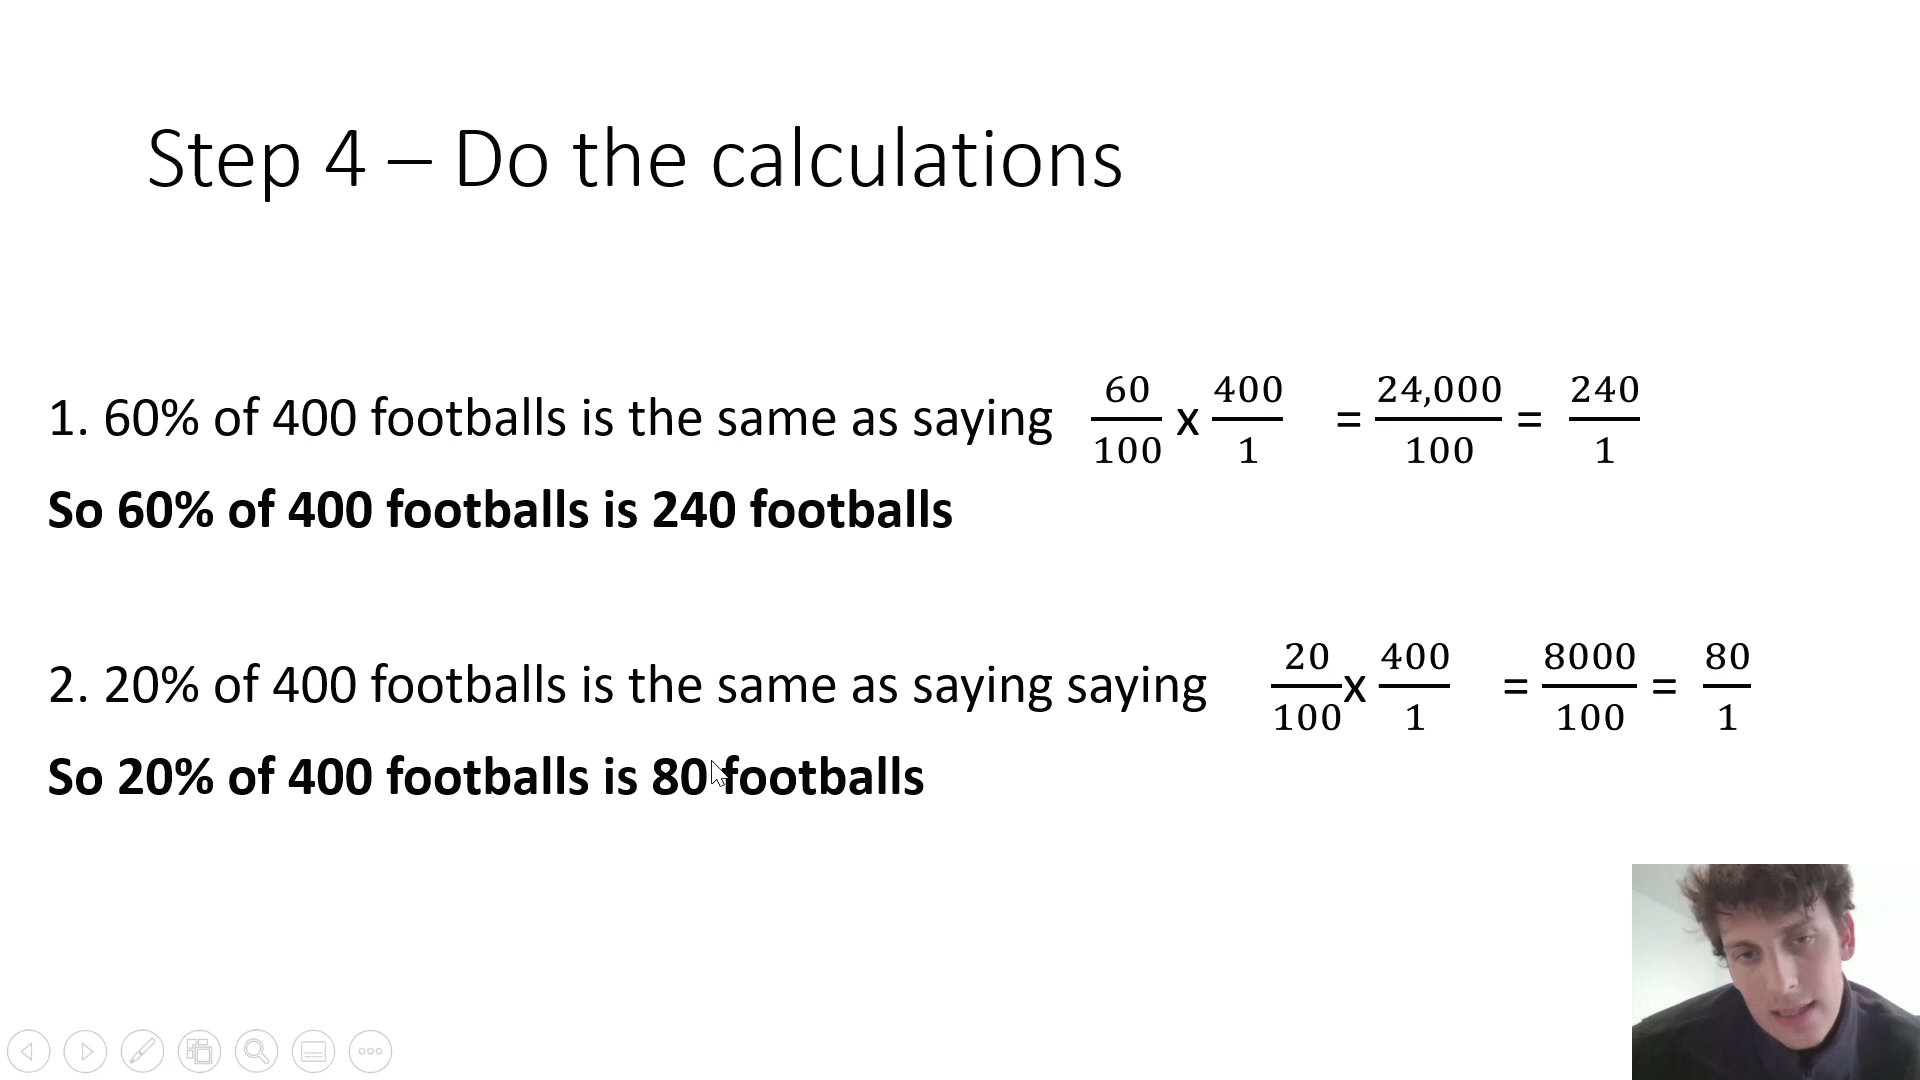 Step 4 – Do the calculations
1. 60% of 400 footballs is the same as saying 60/100 x 400/1 = 24,000/100 = 240/1
So 60% of 400 footballs is 240 footballs
2. 20% of 400 footballs is the same as saying saying 20/100 x 400/1 = 8000/100 = 80/1
So 20% of 400 footballs is 80 footballs